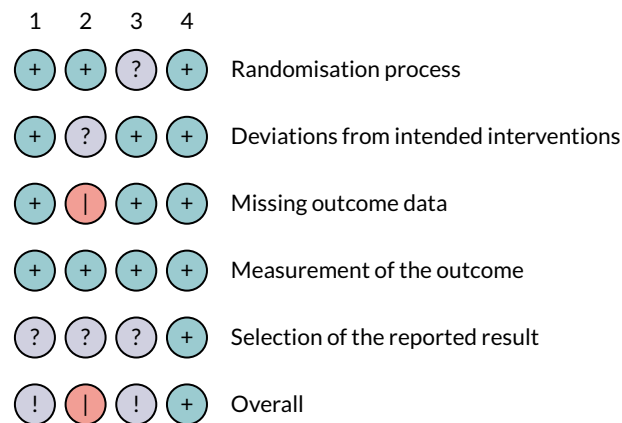 1 2 3 4
+ + ? + Randomisation process
+ ? + + Deviations from intended interventions
+ | + + Missing outcome data
+ + + + Measurement of the outcome
? ? ? + Selection of the reported result
! | ! + Overall